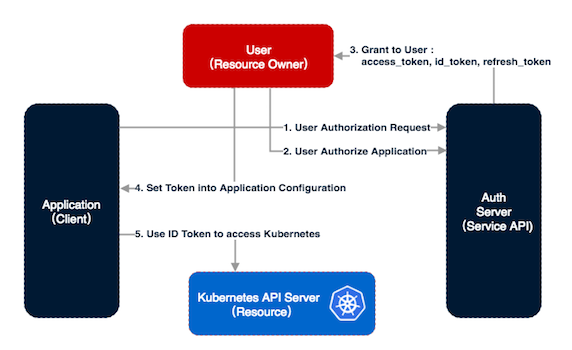 User
（Resource Owner）
3. Grant to User :
access_token, id_token, refresh_token
1. User Authorization Request
2. User Authorize Application
4. Set Token into Application Configuration
Application
（Client）
Auth
Server
（Service API）
5. Use ID Token to access Kubernetes
Kubernetes API Server
（Resource）